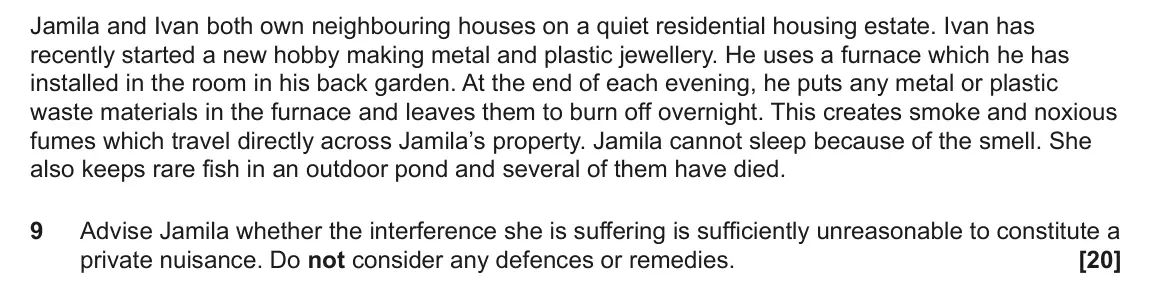 Jamila and Ivan both own neighbouring houses on a quiet residential housing estate. Ivan has
recently started a new hobby making metal and plastic jewellery. He uses a furnace which he has
installed in the room in his back garden. At the end of each evening, he puts any metal or plastic
waste materials in the furnace and leaves them to burn off overnight. This creates smoke and noxious
fumes which travel directly across Jamila’s property. Jamila cannot sleep because of the smell. She
also keeps rare fish in an outdoor pond and several of them have died.
9 Advise Jamila whether the interference she is suffering is sufficiently unreasonable to constitute a
private nuisance. Do not consider any defences or remedies. [20]